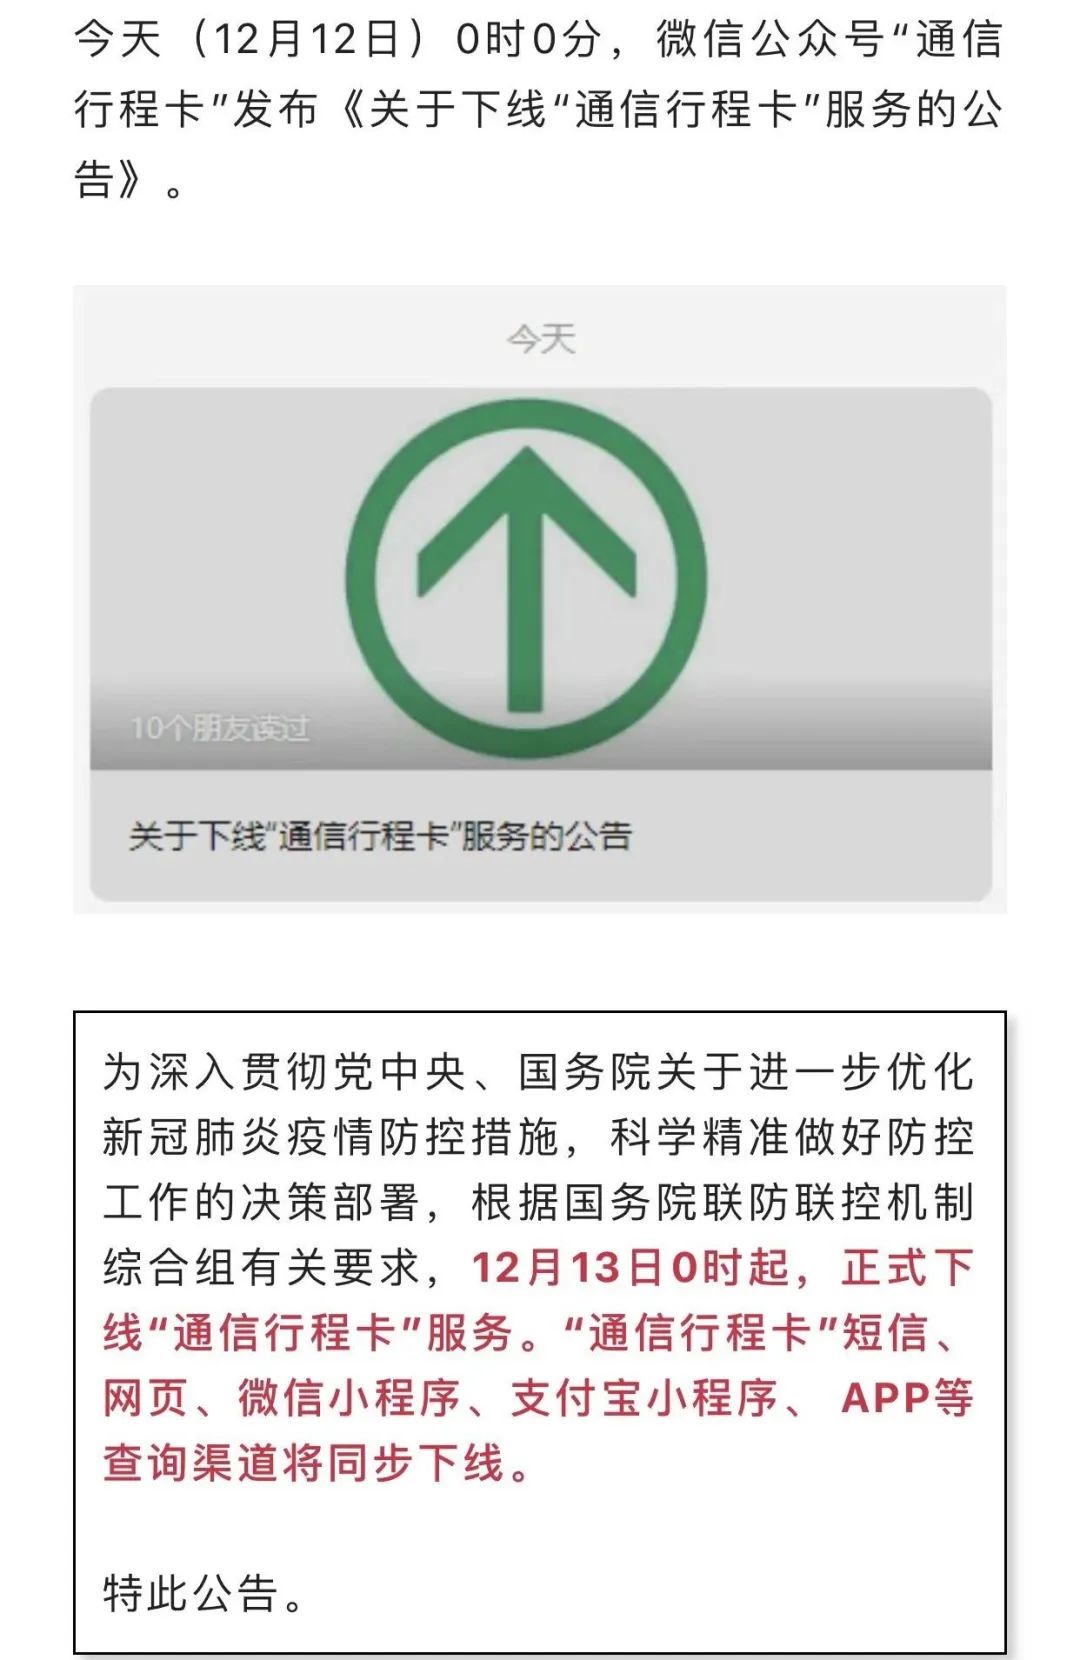 今天（12月12日）0时0分，微信公众号“通信
行程卡”发布《关于下线“通信行程卡”服务的公
告》。
今天
10个朋友读过
关于下线“通信行程卡”服务的公告
为深入贯彻党中央、国务院关于进一步优化
新冠肺炎疫情防控措施，科学精准做好防控
工作的决策部署，根据国务院联防联控机制
综合组有关要求，12月13日0时起，正式下
线“通信行程卡”服务。“通信行程卡”短信、
网页、微信小程序、支付宝小程序、 APP等
查询渠道将同步下线。
特此公告。